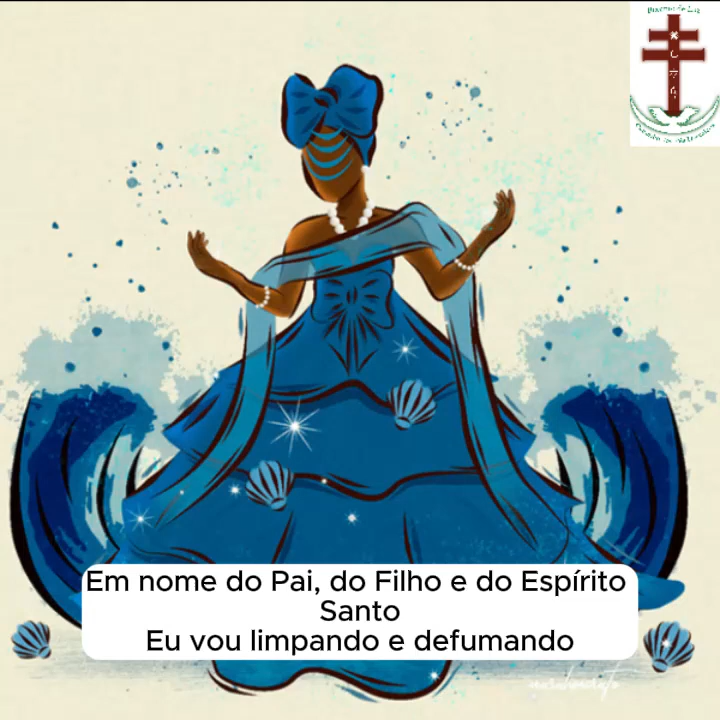 Em nome do Pai, do Filho e do Espírito
Santo
Eu vou limpando e defumando